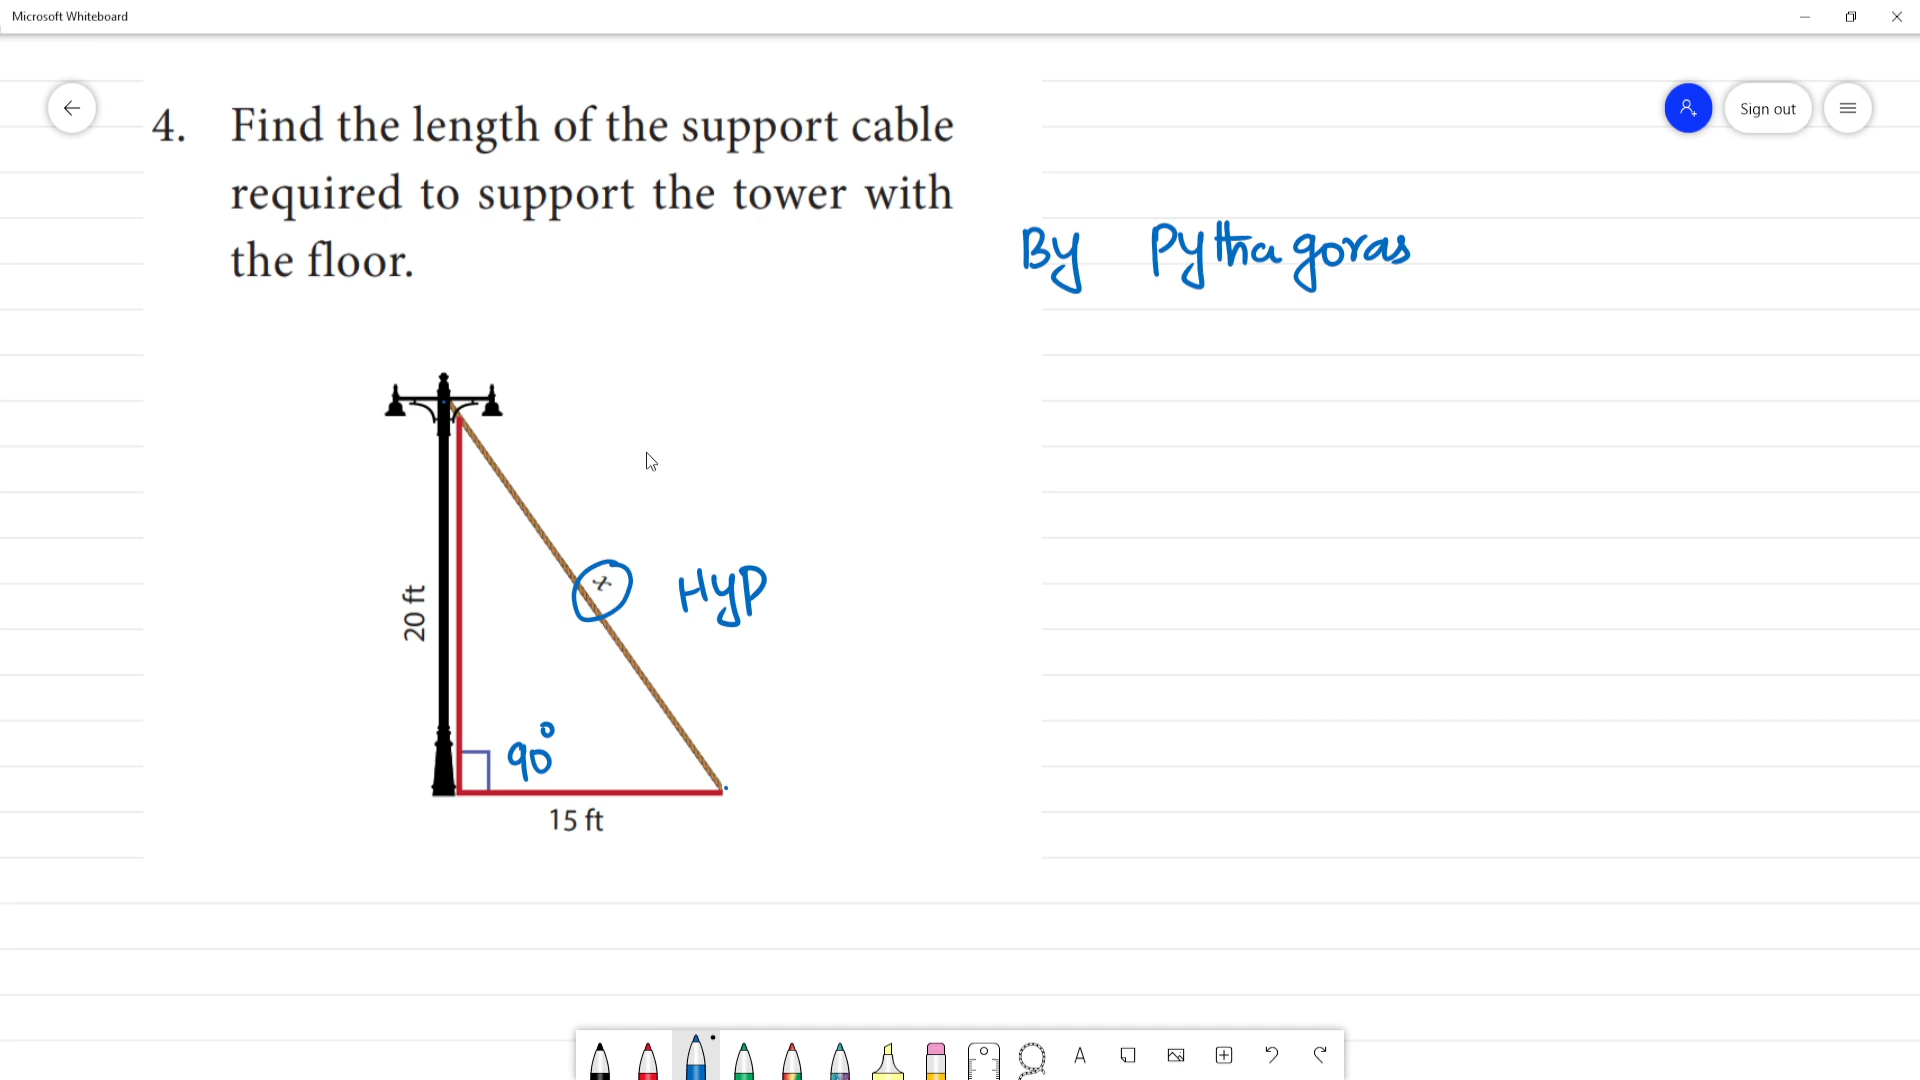 Microsoft Whiteboard
Sign out
4. Find the length of the support cable
required to support the tower with
the floor.
By Pythagoras
20 ft
x
Hyp
90°
15 ft
A